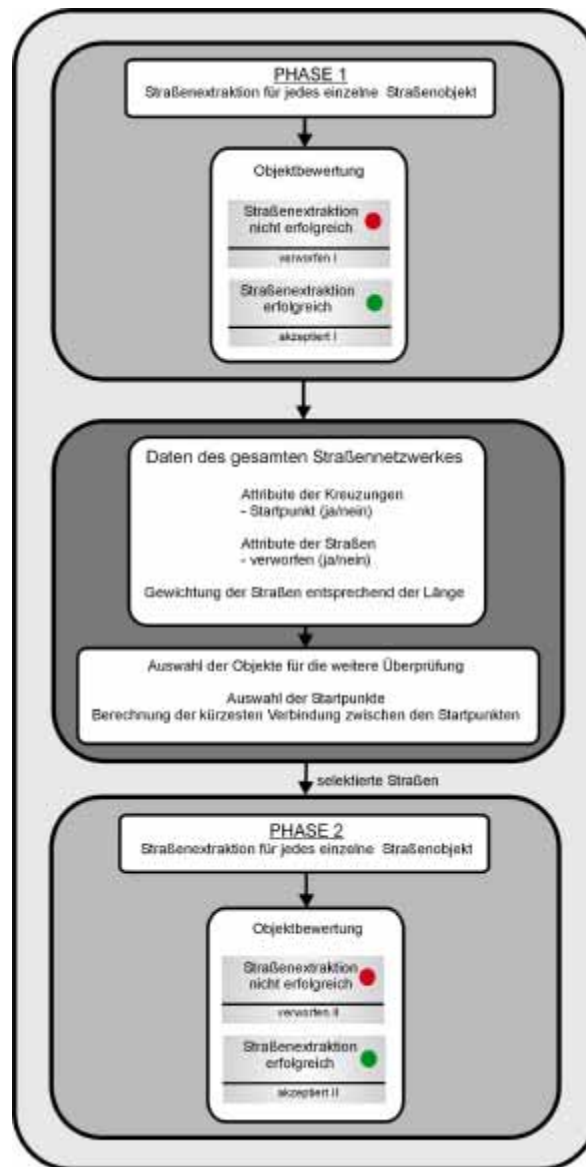 PHASE 1
Straßenextraktion für jedes einzelne Straßenobjekt
Objektbewertung
Straßenextraktion
nicht erfolgreich
verworfen I
Straßenextraktion
erfolgreich
akzeptiert I
Daten des gesamten Straßennetzwerkes
Attribute der Kreuzungen
- Startpunkt (ja/nein)
Attribute der Straßen
- verworfen (ja/nein)
Gewichtung der Straßen entsprechend der Länge
Auswahl der Objekte für die weitere Überprüfung
Auswahl der Startpunkte
Berechnung der kürzesten Verbindung zwischen den Startpunkten
selektierte Straßen
PHASE 2
Straßenextraktion für jedes einzelne Straßenobjekt
Objektbewertung
Straßenextraktion
nicht erfolgreich
verworfen II
Straßenextraktion
erfolgreich
akzeptiert II